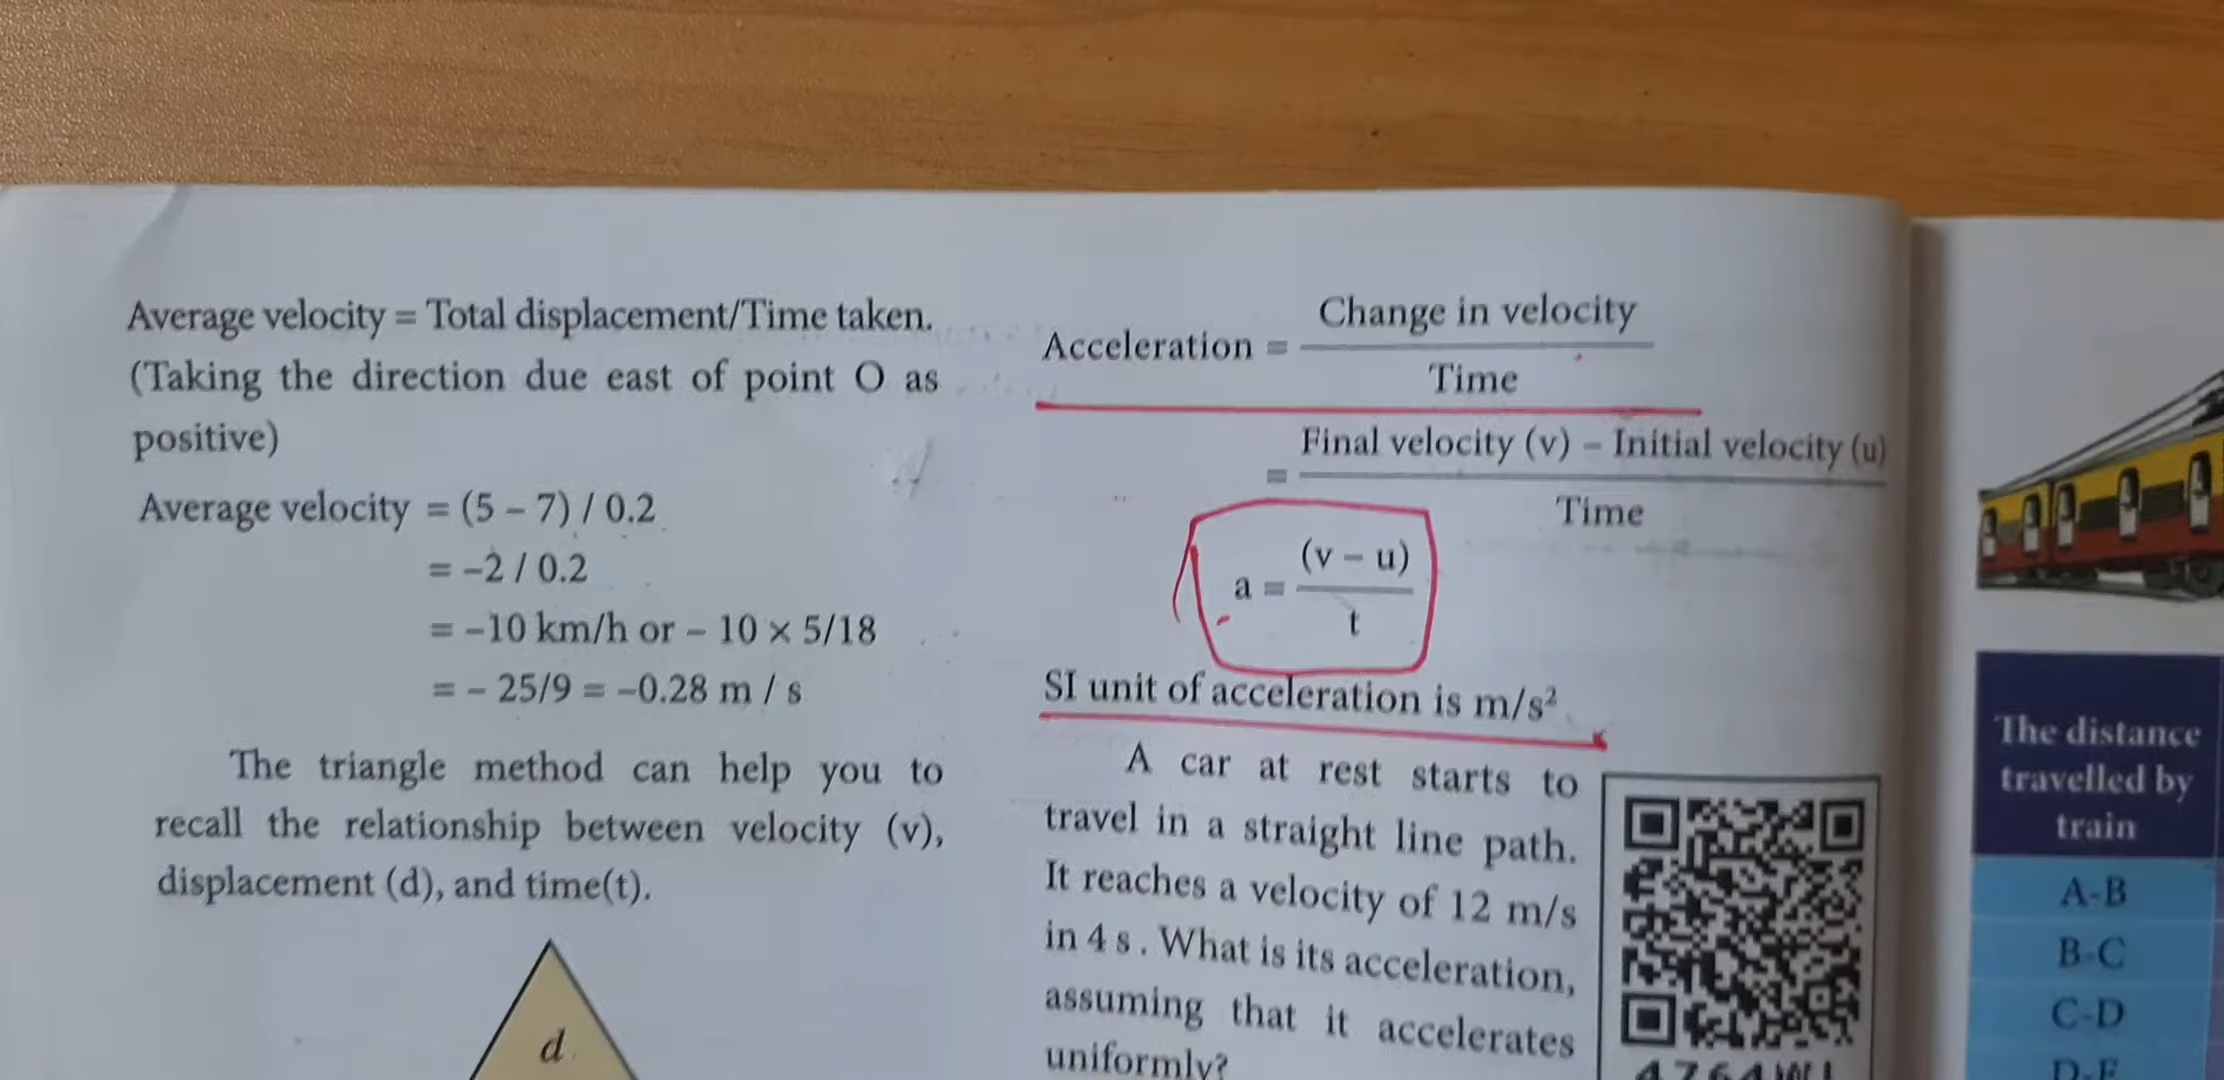 Average velocity = Total displacement/Time taken.
(Taking the direction due east of point O as
positive)
Average velocity = (5 – 7) / 0.2
= –2 / 0.2
= –10 km/h or – 10 × 5/18
= – 25/9 = –0.28 m / s
The triangle method can help you to
recall the relationship between velocity (v),
displacement (d), and time(t).
d
Acceleration = Change in velocity / Time
= Final velocity (v) – Initial velocity (u) / Time
a = (v – u) / t
SI unit of acceleration is m/s²
A car at rest starts to
travel in a straight line path.
It reaches a velocity of 12 m/s
in 4 s . What is its acceleration,
assuming that it accelerates
uniformly?
The distance
travelled by
train
A-B
B-C
C-D